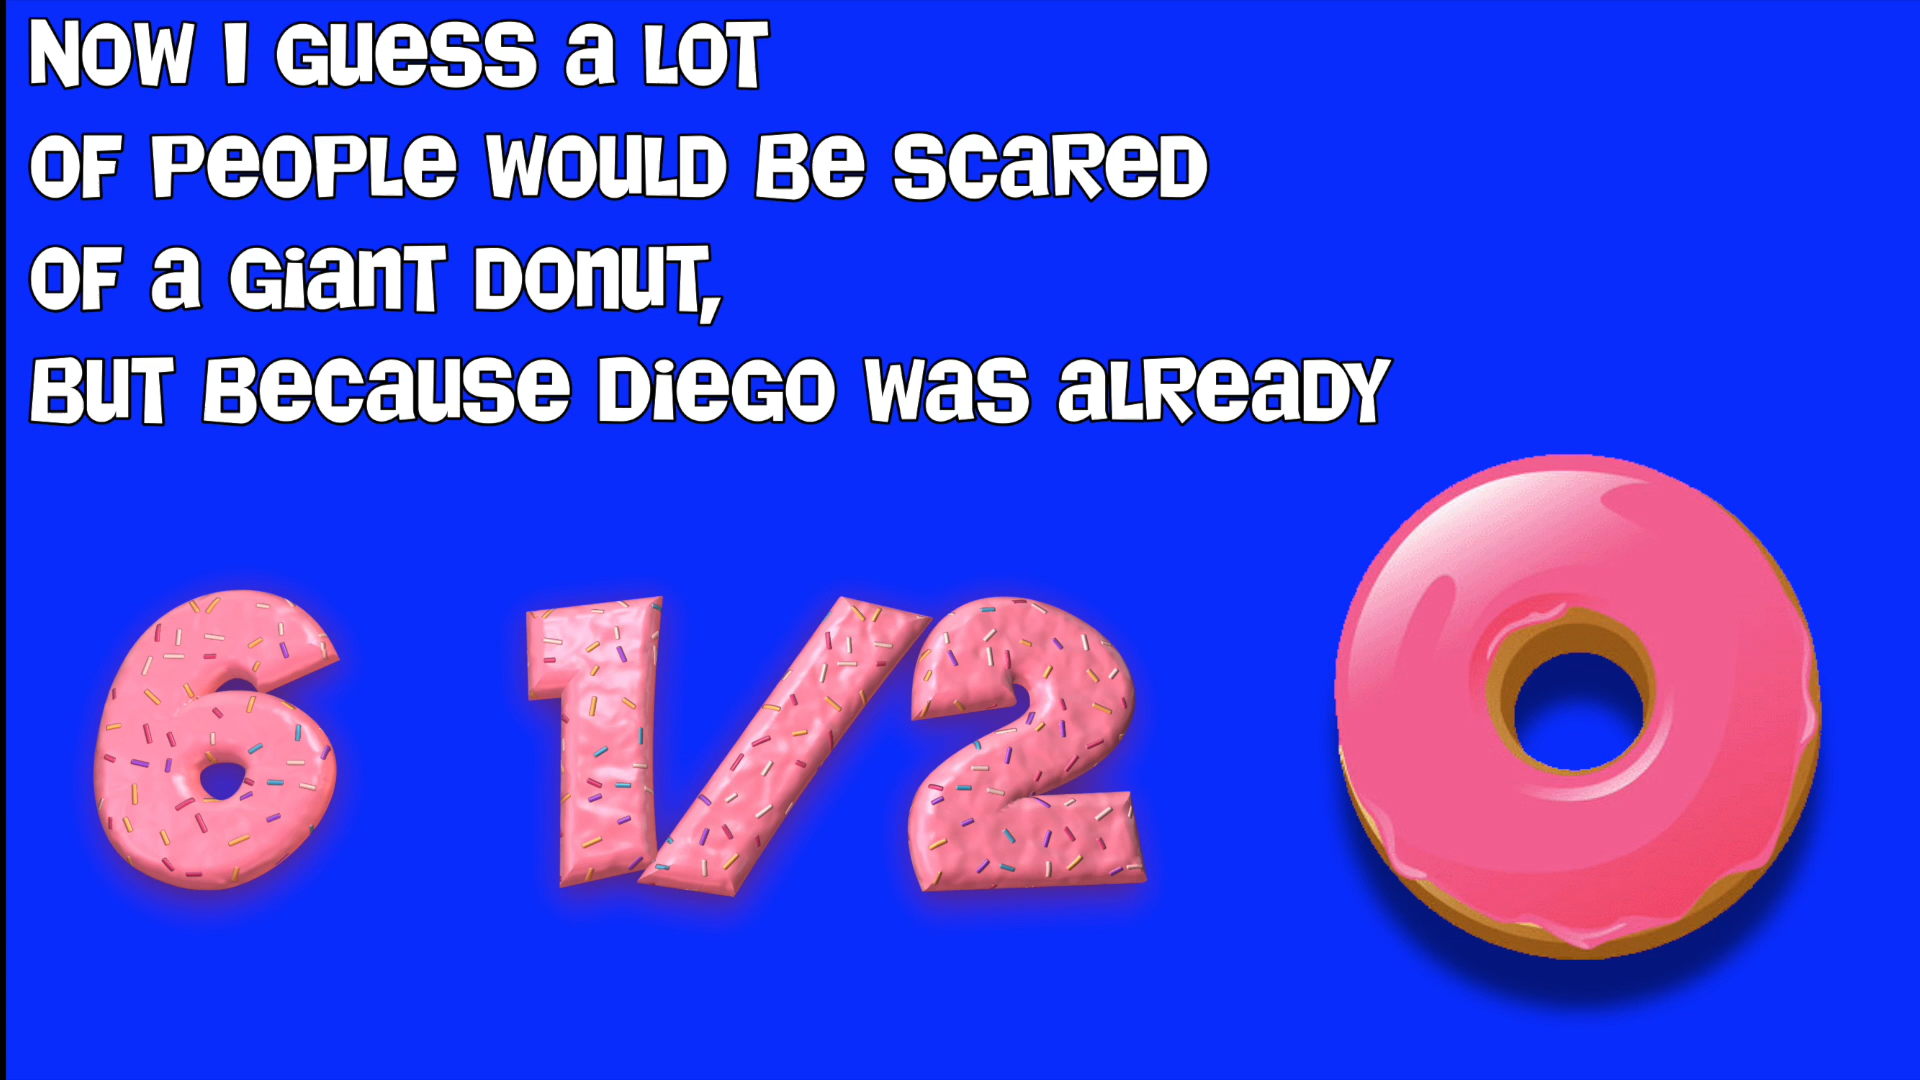 NOW I GUESS A LOT
OF PEOPLE WOULD BE SCARED
OF A GIANT DONUT,
BUT BECAUSE DIEGO WAS ALREADY
6 1/2